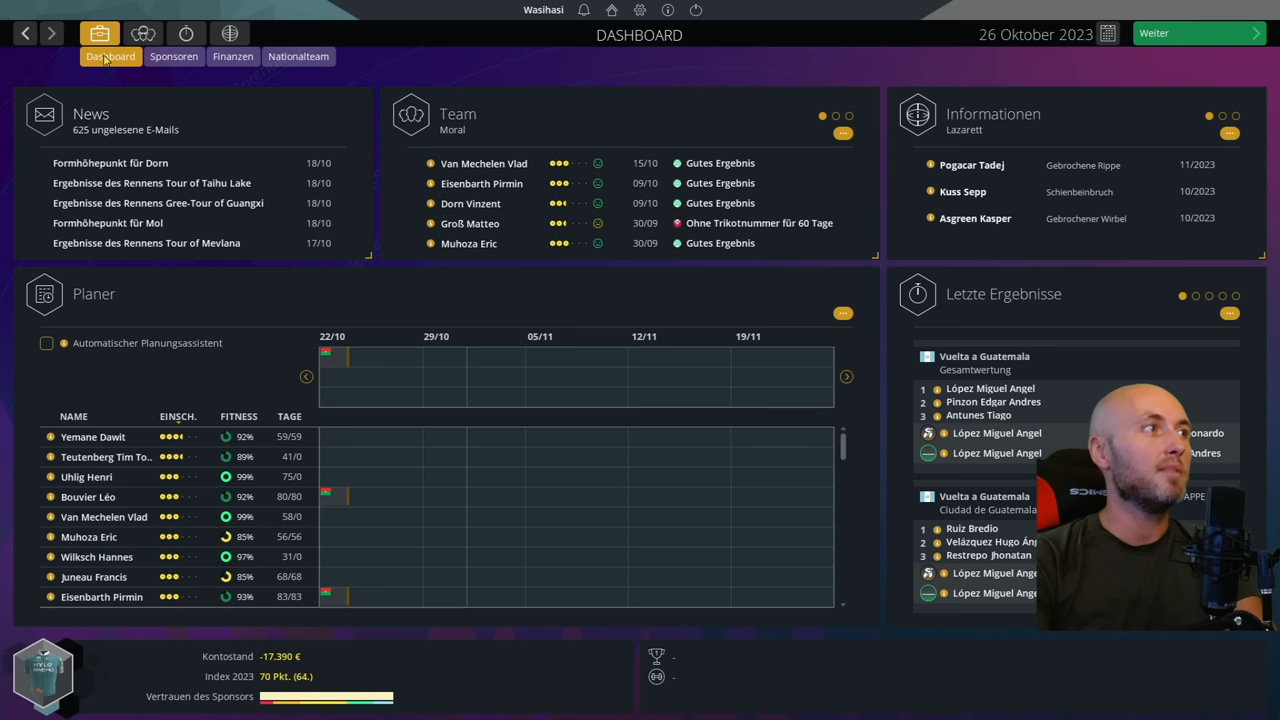 Wasihasi
DASHBOARD
26 Oktober 2023
Weiter
Dashboard
Sponsoren
Finanzen
Nationalteam
News
625 ungelesene E-Mails
Formhöhepunkt für Dorn 18/10
Ergebnisse des Rennens Tour of Taihu Lake 18/10
Ergebnisse des Rennens Gree-Tour of Guangxi 18/10
Formhöhepunkt für Mol 18/10
Ergebnisse des Rennens Tour of Mevlana 17/10
Team
Moral
Van Mechelen Vlad 15/10 Gutes Ergebnis
Eisenbarth Pirmin 09/10 Gutes Ergebnis
Dorn Vinzent 09/10 Gutes Ergebnis
Groß Matteo 30/09 Ohne Trikotnummer für 60 Tage
Muhoza Eric 30/09 Gutes Ergebnis
Informationen
Lazarett
Pogacar Tadej Gebrochene Rippe 11/2023
Kuss Sepp Schienbeinbruch 10/2023
Asgreen Kasper Gebrochener Wirbel 10/2023
Planer
Automatischer Planungsassistent
22/10 29/10 05/11 12/11 19/11
NAME EINSCH. FITNESS TAGE
Yemane Dawit 92% 59/59
Teutenberg Tim To.. 89% 41/0
Uhlig Henri 99% 75/0
Bouvier Léo 92% 80/80
Van Mechelen Vlad 99% 58/0
Muhoza Eric 85% 56/56
Wilksch Hannes 97% 31/0
Juneau Francis 85% 68/68
Eisenbarth Pirmin 93% 83/83
Letzte Ergebnisse
Vuelta a Guatemala
Gesamtwertung
1 López Miguel Angel
2 Pinzon Edgar Andres
3 Antunes Tiago
López Miguel Angel onardo
López Miguel Angel Andres
Vuelta a Guatemala APPE
Ciudad de Guatemala
1 Ruiz Bredio
2 Velázquez Hugo Áng
3 Restrepo Jhonatan
López Miguel Ange
López Miguel Ange
Kontostand -17.390 €
Index 2023 70 Pkt. (64.)
Vertrauen des Sponsors
-
-